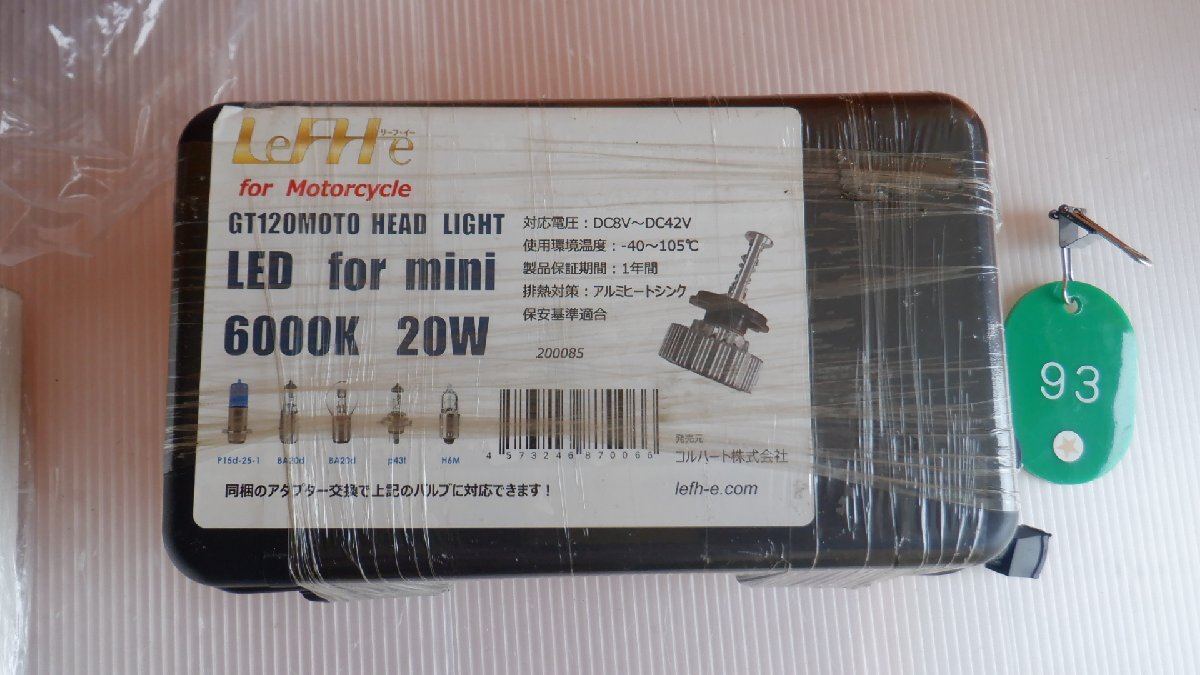 LeFH-e
リーフ・イー
for Motorcycle
GT120MOTO HEAD LIGHT
LED for mini
6000K 20W
対応電圧：DC8V～DC42V
使用環境温度：-40～105℃
製品保証期間：1年間
排熱対策：アルミヒートシンク
保安基準適合
200085
P15d-25-1 BA20d BA20d p43t H6M
4 573246 870066
発売元
コルハート株式会社
同梱のアダプター交換で上記のバルブに対応できます！
lefh-e.com
93